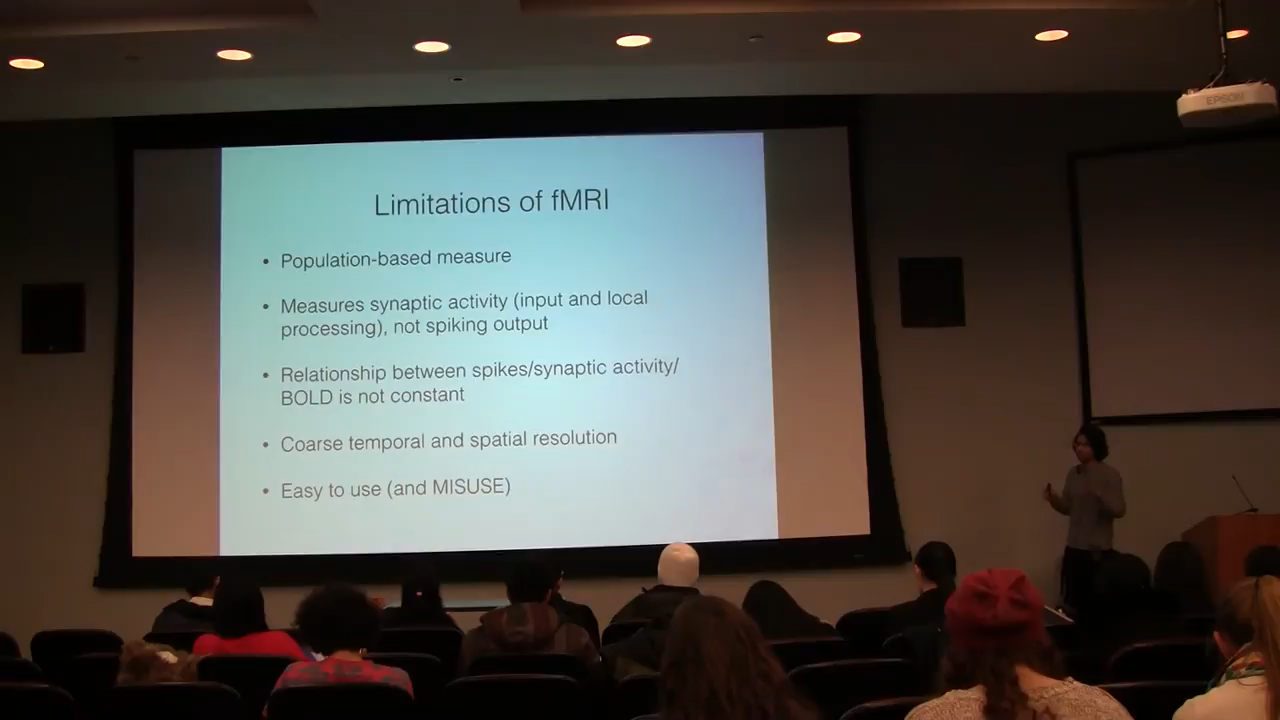 EPSON
Limitations of fMRI
• Population-based measure
• Measures synaptic activity (input and local
processing), not spiking output
• Relationship between spikes/synaptic activity/
BOLD is not constant
• Coarse temporal and spatial resolution
• Easy to use (and MISUSE)